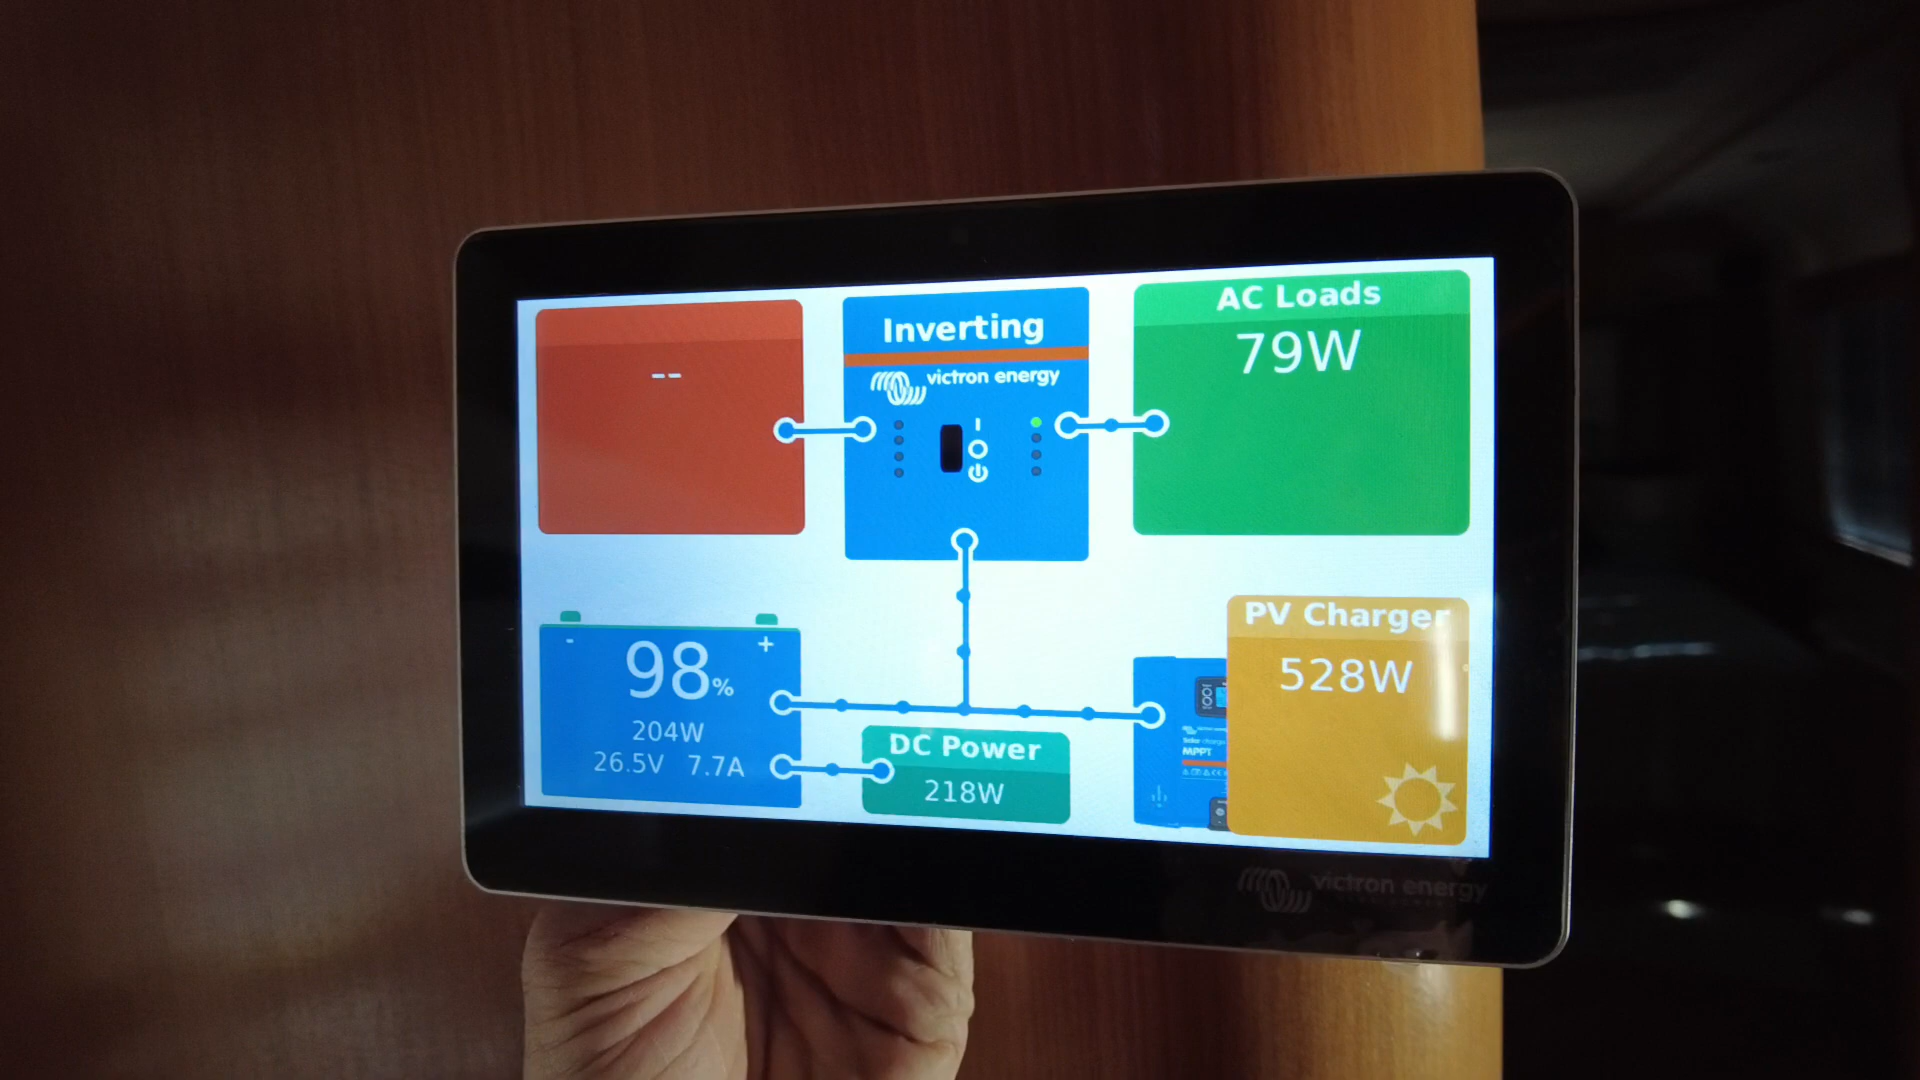 --
Inverting
victron energy
AC Loads
79W
- +
98%
204W
26.5V 7.7A
DC Power
218W
MPPT
PV Charger
528W
victron energy